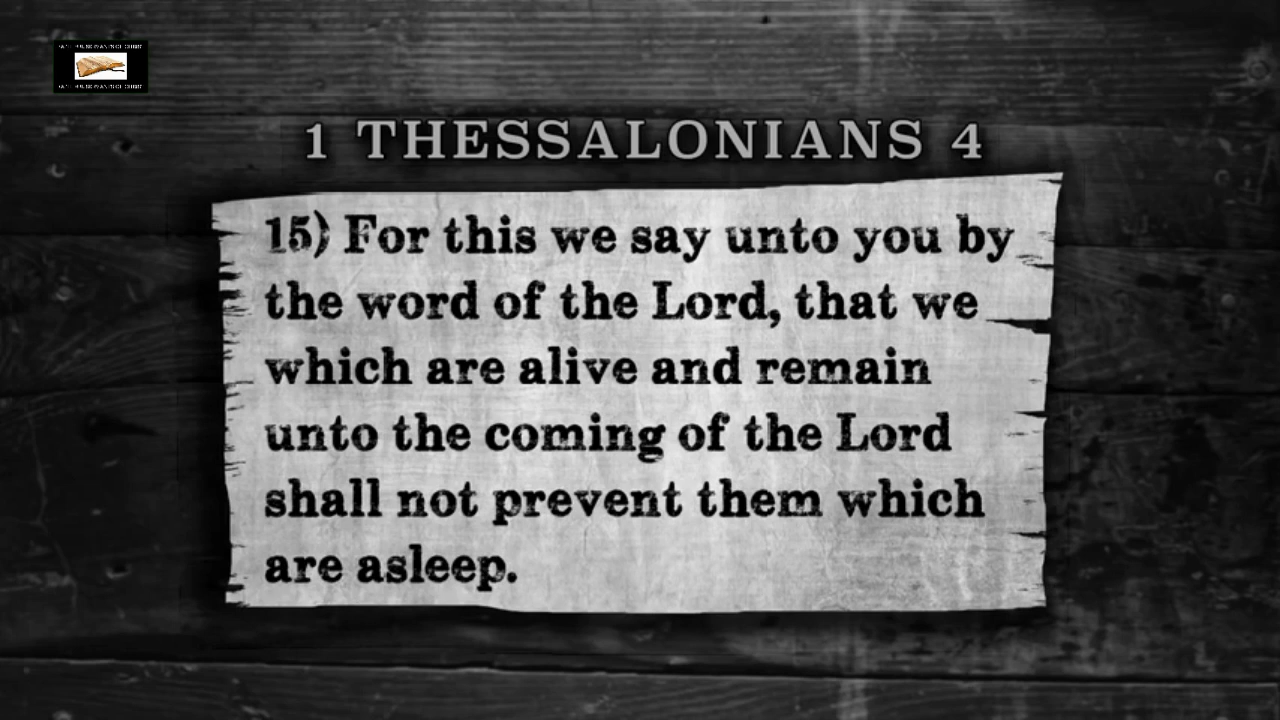 1 THESSALONIANS 4
15) For this we say unto you by
the word of the Lord, that we
which are alive and remain
unto the coming of the Lord
shall not prevent them which
are asleep.